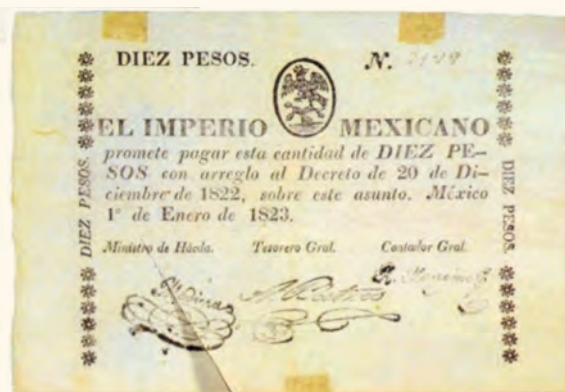 DIEZ PESOS. N.
EL IMPERIO MEXICANO
promete pagar esta cantidad de DIEZ PE-
SOS con arreglo al Decreto de 20 de Di-
ciembre de 1822, sobre este asunto. México
1º de Enero de 1823.
Ministro de Hacda. Tesorero Gral. Contador Gral.
DIEZ PESOS.
DIEZ PESOS.